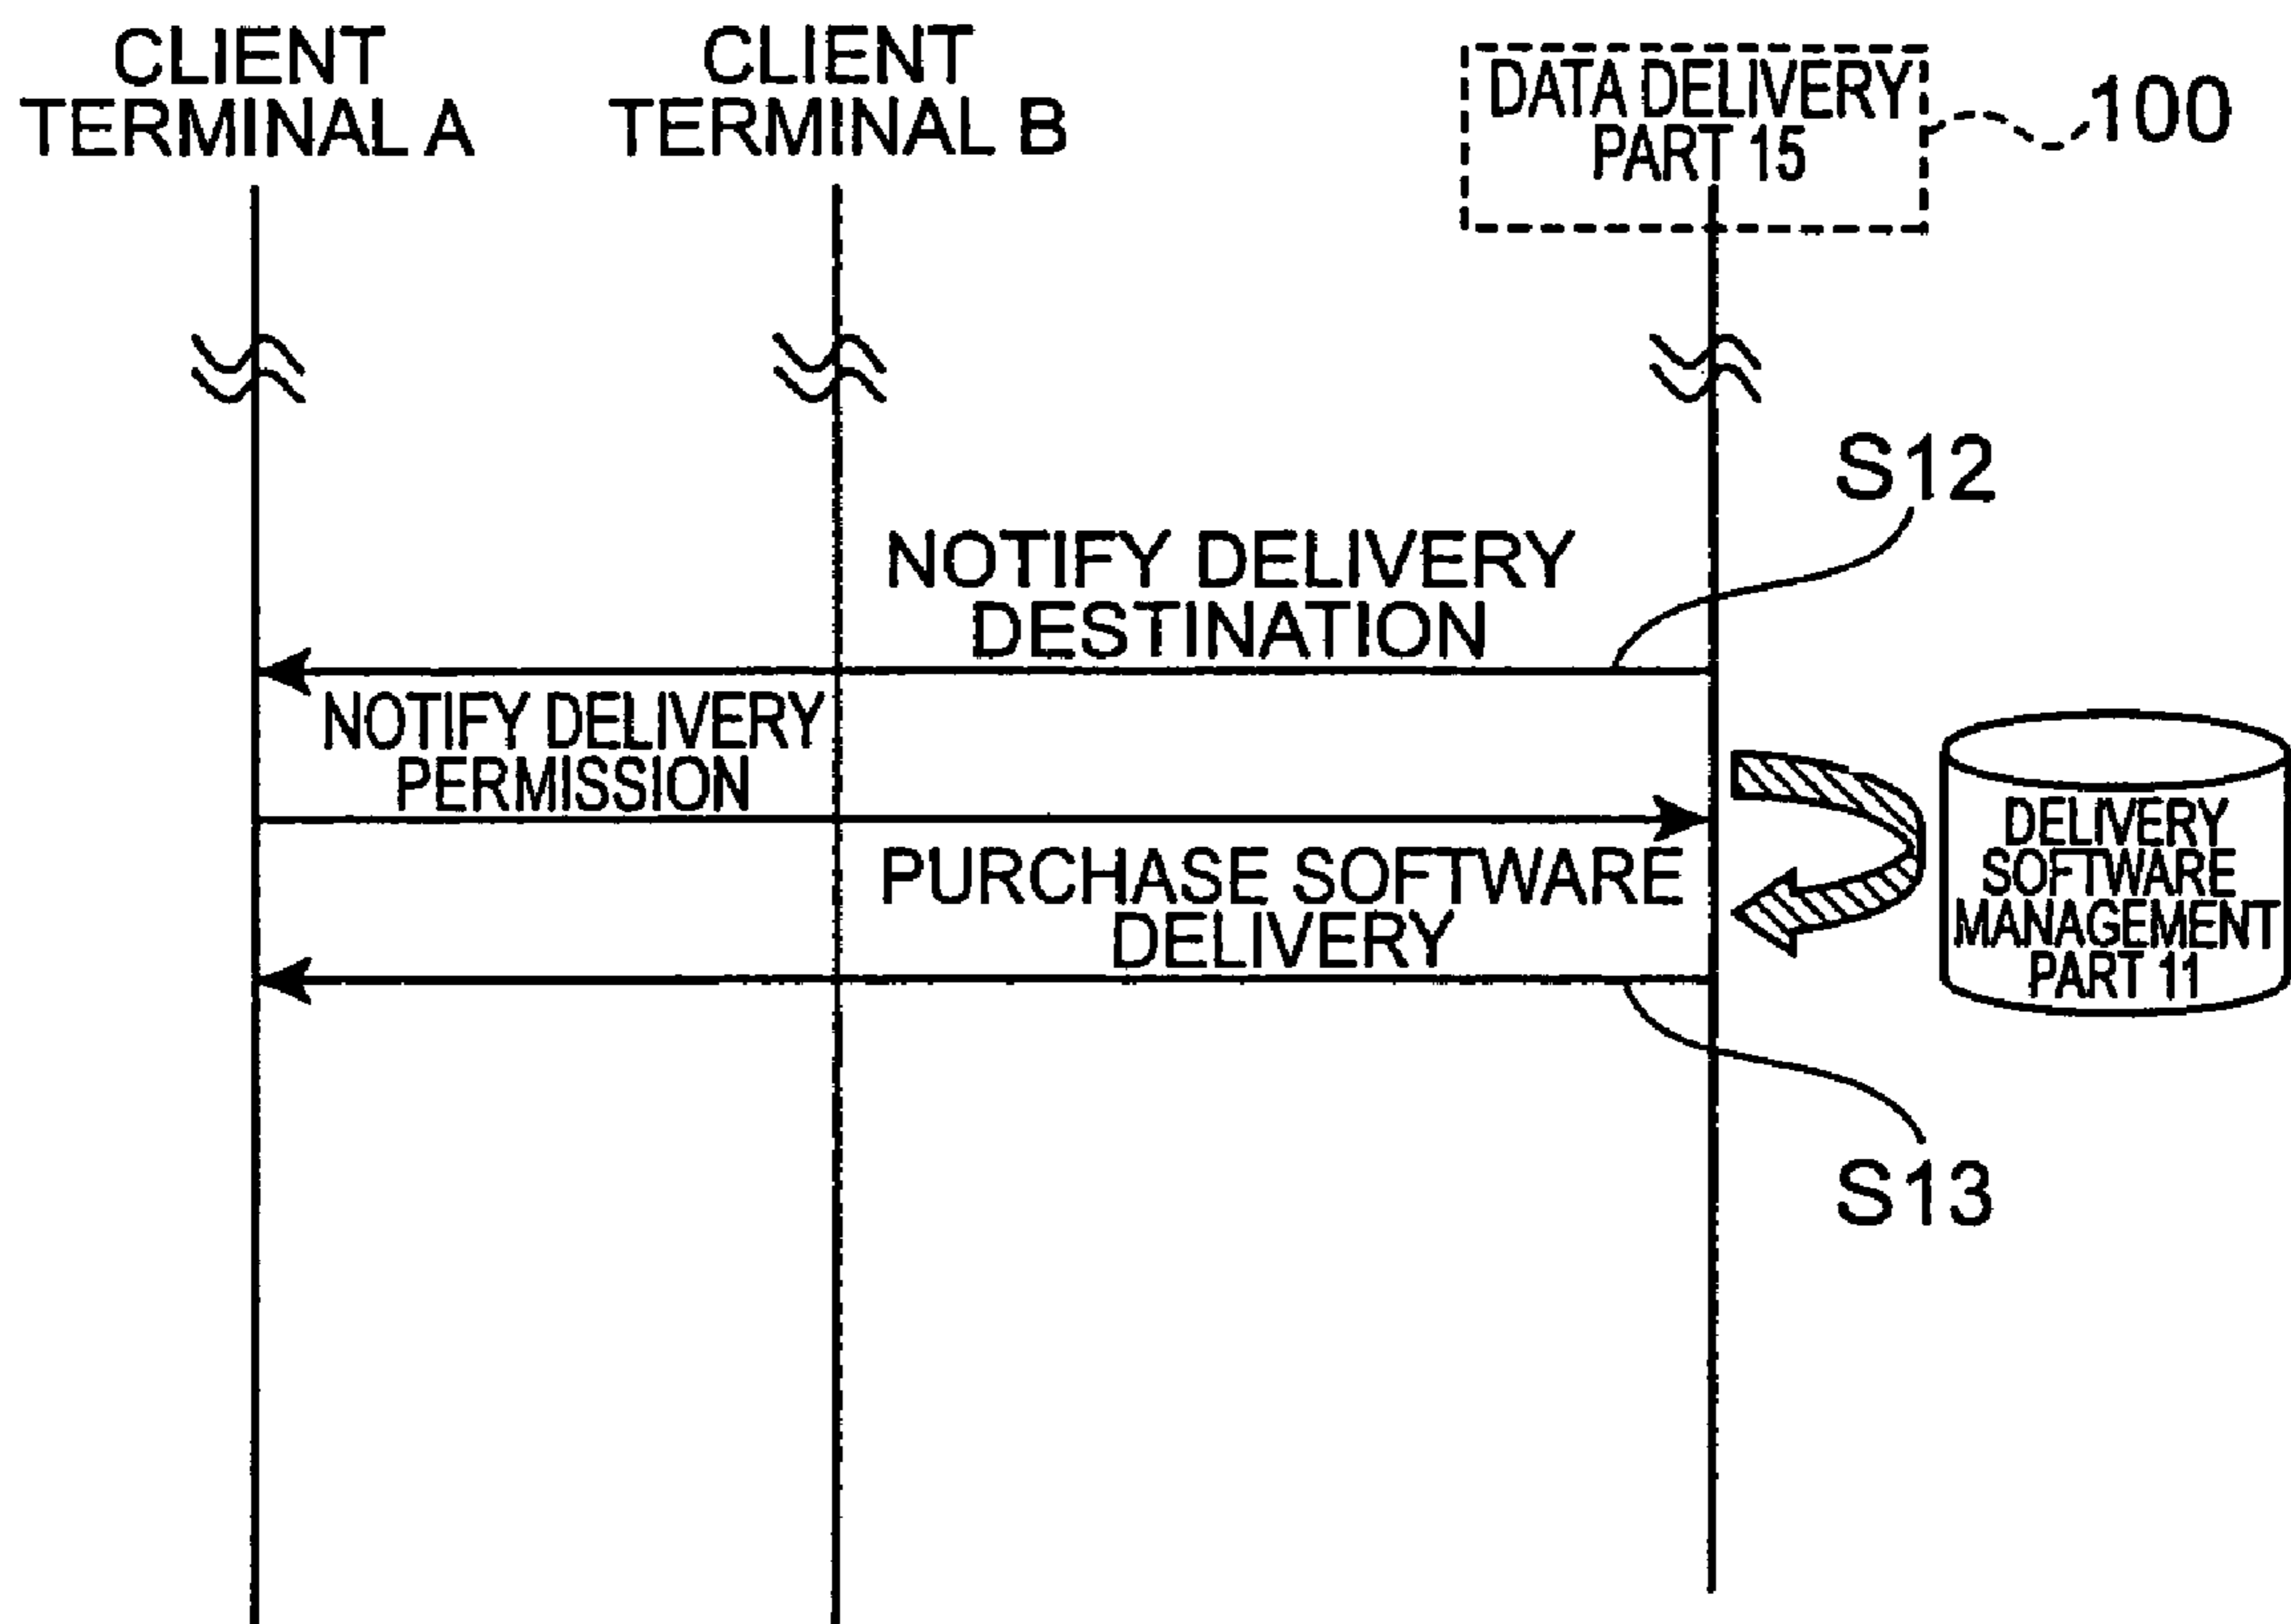 CLIENT
TERMINAL A
CLIENT
TERMINAL B
DATA DELIVERY
PART 15
100
S12
NOTIFY DELIVERY
DESTINATION
NOTIFY DELIVERY
PERMISSION
PURCHASE SOFTWARE
DELIVERY
DELIVERY
SOFTWARE
MANAGEMENT
PART 11
S13